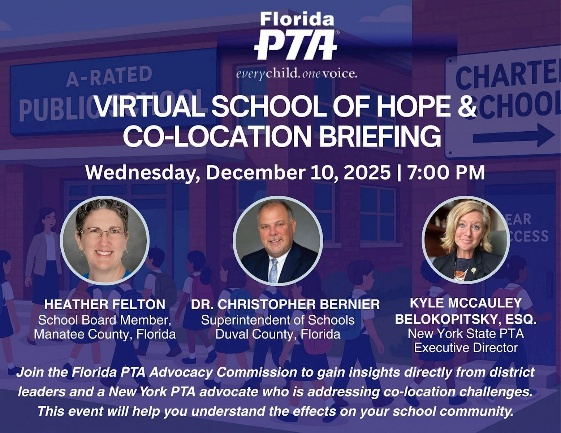 Florida
PTA
everychild.onevoice.
A-RATED
PUBLIC SCHOOL
CHARTE
CHOOL
VIRTUAL SCHOOL OF HOPE &
CO-LOCATION BRIEFING
Wednesday, December 10, 2025 | 7:00 PM
EAR
CCESS
HEATHER FELTON
School Board Member,
Manatee County, Florida
DR. CHRISTOPHER BERNIER
Superintendent of Schools
Duval County, Florida
KYLE MCCAULEY
BELOKOPITSKY, ESQ.
New York State PTA
Executive Director
Join the Florida PTA Advocacy Commission to gain insights directly from district
leaders and a New York PTA advocate who is addressing co-location challenges.
This event will help you understand the effects on your school community.